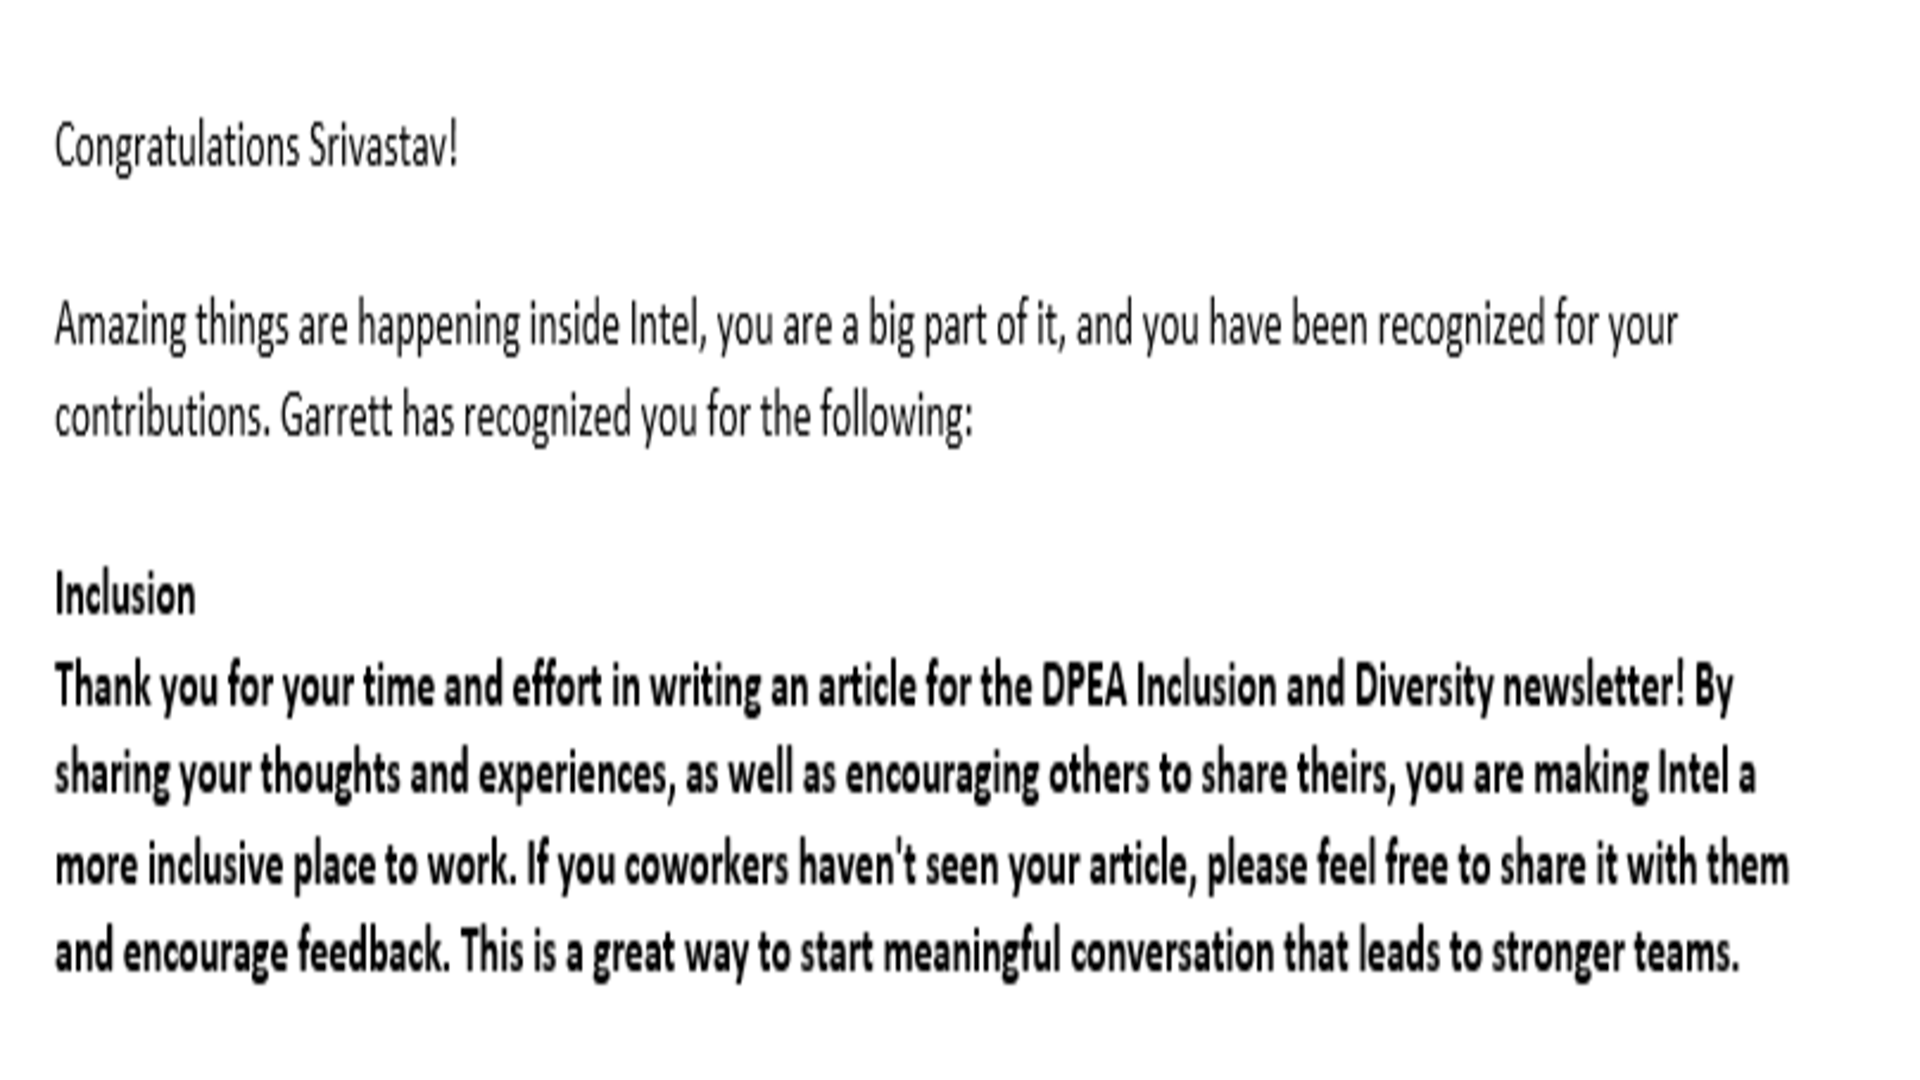 Congratulations Srivastav!
Amazing things are happening inside Intel, you are a big part of it, and you have been recognized for your
contributions. Garrett has recognized you for the following:
Inclusion
Thank you for your time and effort in writing an article for the DPEA Inclusion and Diversity newsletter! By
sharing your thoughts and experiences, as well as encouraging others to share theirs, you are making Intel a
more inclusive place to work. If you coworkers haven't seen your article, please feel free to share it with them
and encourage feedback. This is a great way to start meaningful conversation that leads to stronger teams.